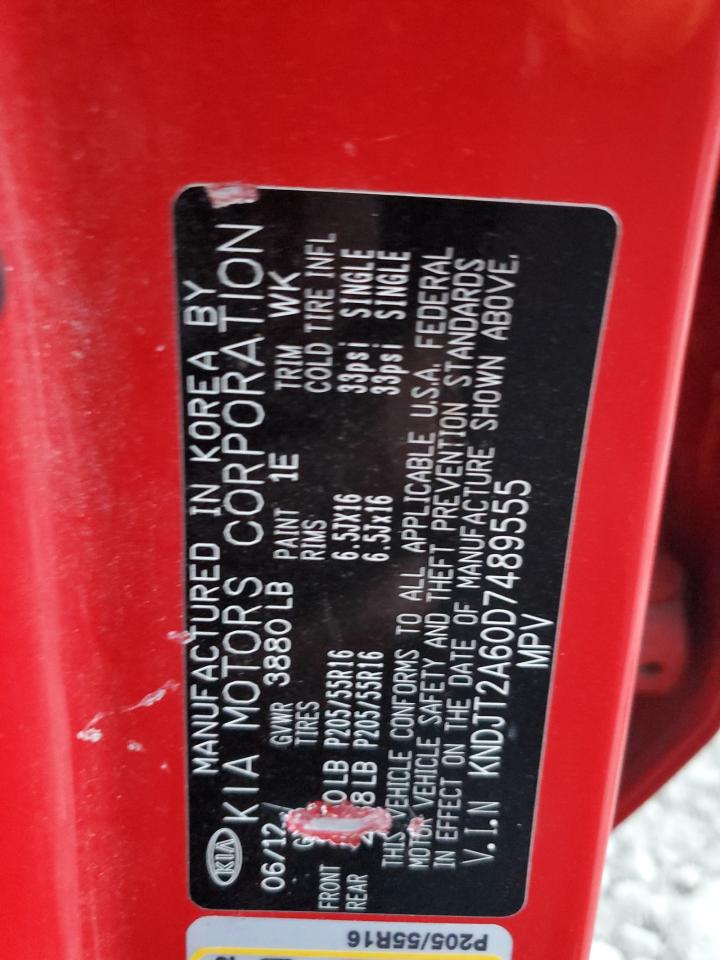 MANUFACTURED IN KOREA BY
KIA KIA MOTORS CORPORATION
06/12 GVWR 3880 LB PAINT 1E TRIM WK
TIRES RIMS COLD TIRE INFL
FRONT LB P205/55R16 6.5JX16 33psi SINGLE
REAR LB P205/55R16 6.5Jx16 33psi SINGLE
THIS VEHICLE CONFORMS TO ALL APPLICABLE U.S.A. FEDERAL
MOTOR VEHICLE SAFETY AND THEFT PREVENTION STANDARDS
IN EFFECT ON THE DATE OF MANUFACTURE SHOWN ABOVE.
V.I.N KNDJT2A60D7489555
MPV
P205/55R16